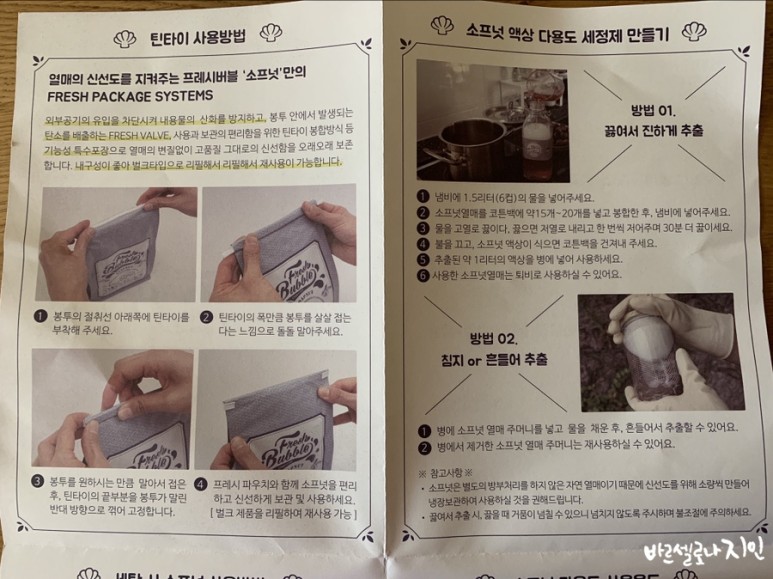 틴타이 사용방법
열매의 신선도를 지켜주는 프레시버블 '소프넛'만의
FRESH PACKAGE SYSTEMS
외부공기의 유입을 차단시켜 내용물의 산화를 방지하고, 봉투 안에서 발생되는
탄소를 배출하는 FRESH VALVE, 사용과 보관의 편리함을 위한 틴타이 봉합방식 등
기능성 특수포장으로 열매의 변질없이 고품질 그대로의 신선함을 오래오래 보존
합니다. 내구성이 좋아 벌크타입으로 리필해서 리필해서 재사용이 가능합니다.
Fresh
Bubble
Fresh
Bubble
1 봉투의 절취선 아래쪽에 틴타이를
부착해 주세요.
2 틴타이의 폭만큼 봉투를 살살 접는
다는 느낌으로 돌돌 말아주세요.
Fresh
Fresh
Bubble
3 봉투를 원하시는 만큼 말아서 접은
후, 틴타이의 끝부분을 봉투가 말린
반대 방향으로 꺾어 고정합니다.
4 프레시 파우치와 함께 소프넛을 편리
하고 신선하게 보관 및 사용하세요.
[ 벌크 제품을 리필하여 재사용 가능 ]
소프넛 액상 다용도 세정제 만들기
방법 01.
끓여서 진하게 추출
1 냄비에 1.5리터(6컵)의 물을 넣어주세요.
2 소프넛열매를 코튼백에 약15개~20개를 넣고 봉합한 후, 냄비에 넣어주세요.
3 물을 고열로 끓이다, 끓으면 저열로 내리고 한 번씩 저어주며 30분 더 끓이세요.
4 불을 끄고, 소프넛 액상이 식으면 코튼백을 건져내 주세요.
5 추출된 약 1리터의 액상을 병에 넣어 사용하세요.
6 사용한 소프넛열매는 퇴비로 사용하실 수 있어요.
방법 02.
침지 or 흔들어 추출
1 병에 소프넛 열매 주머니를 넣고 물을 채운 후, 흔들어서 추출할 수 있어요.
2 병에서 제거한 소프넛 열매 주머니는 재사용하실 수 있어요.
※ 참고사항 ※
• 소프넛은 별도의 방부처리를 하지 않은 자연 열매이기 때문에 신선도를 위해 소량씩 만들어
냉장보관하여 사용하실 것을 권해드립니다.
• 끓여서 추출 시, 끓을 때 거품이 넘칠 수 있으니 넘치지 않도록 주시하며 불조절에 주의하세요.
바르셀로나 지인